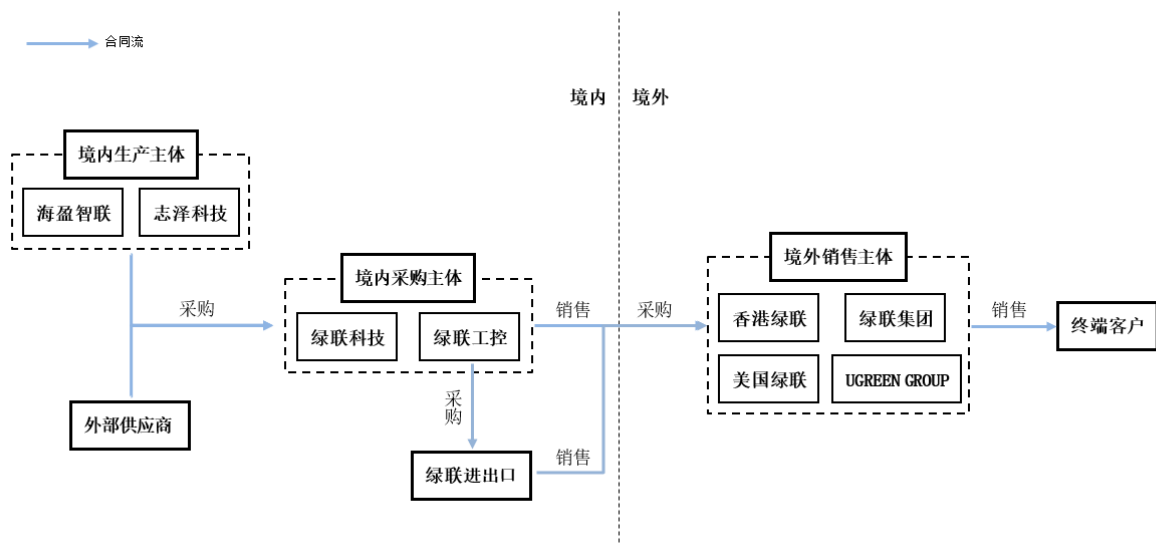 合同流
境内
境外
境内生产主体
海盈智联
志泽科技
采购
外部供应商
境内采购主体
绿联科技
绿联工控
销售
采购
采购
绿联进出口
销售
境外销售主体
香港绿联
绿联集团
美国绿联
UGREEN GROUP
销售
终端客户